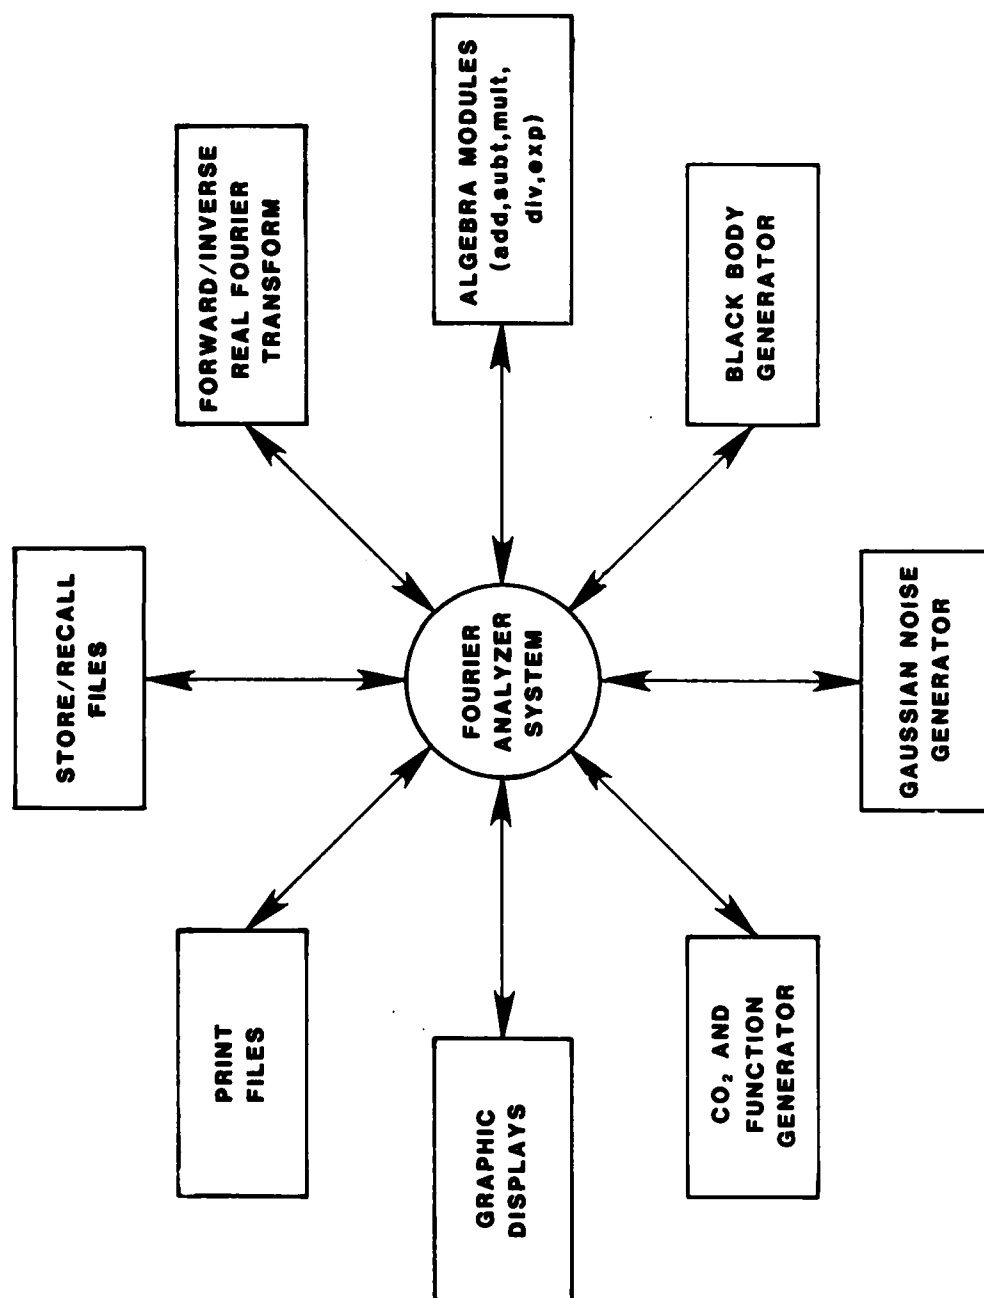 STORE/RECALL
FILES
FORWARD/INVERSE
REAL FOURIER
TRANSFORM
ALGEBRA MODULES
(add,subt,mult,
div,exp)
BLACK BODY
GENERATOR
GAUSSIAN NOISE
GENERATOR
CO₂ AND
FUNCTION
GENERATOR
GRAPHIC
DISPLAYS
PRINT
FILES
FOURIER
ANALYZER
SYSTEM